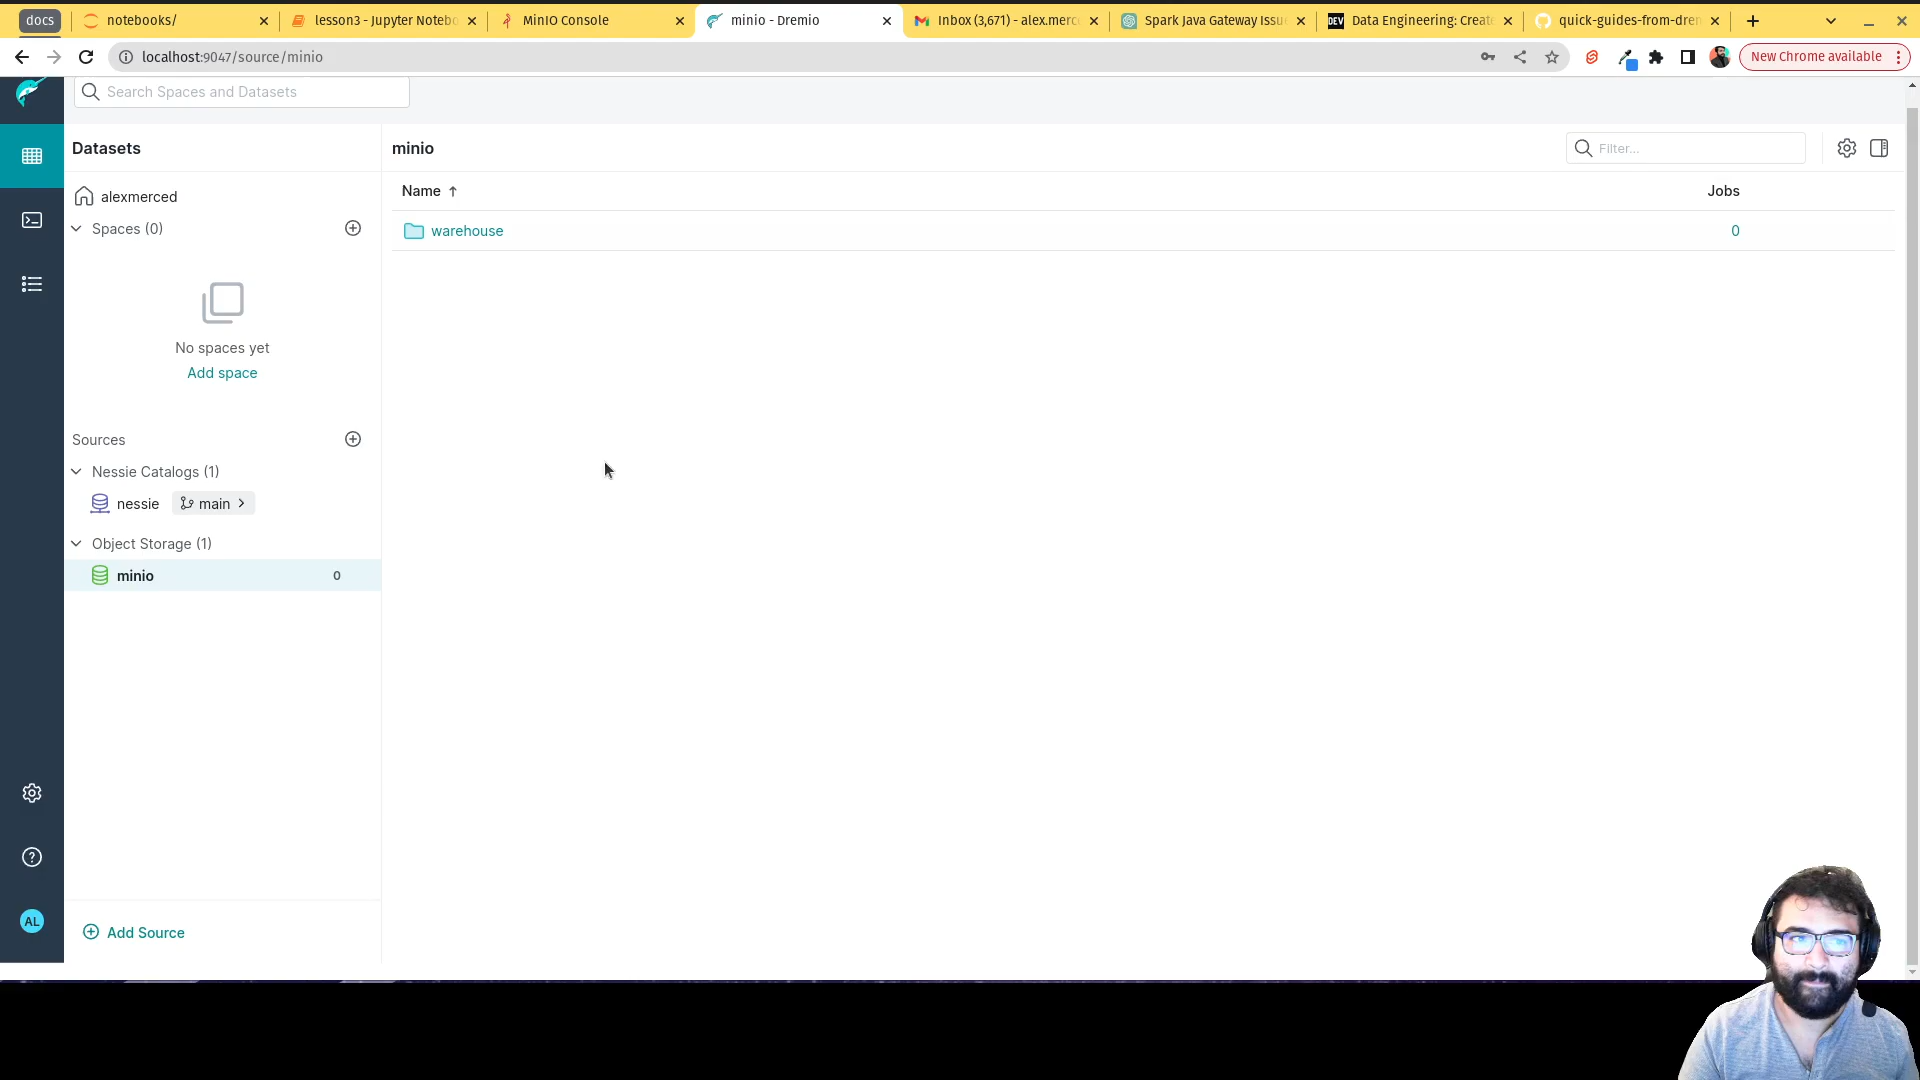 docs
notebooks/
lesson3 - Jupyter Notebo
MinIO Console
minio - Dremio
Inbox (3,671) - alex.merc
Spark Java Gateway Issu
DEV
Data Engineering: Create
quick-guides-from-drem
localhost:9047/source/minio
New Chrome available
Search Spaces and Datasets
Datasets
minio
Filter...
alexmerced
Name
Jobs
Spaces (0)
warehouse
0
No spaces yet
Add space
Sources
Nessie Catalogs (1)
nessie
main
Object Storage (1)
minio
0
AL
Add Source